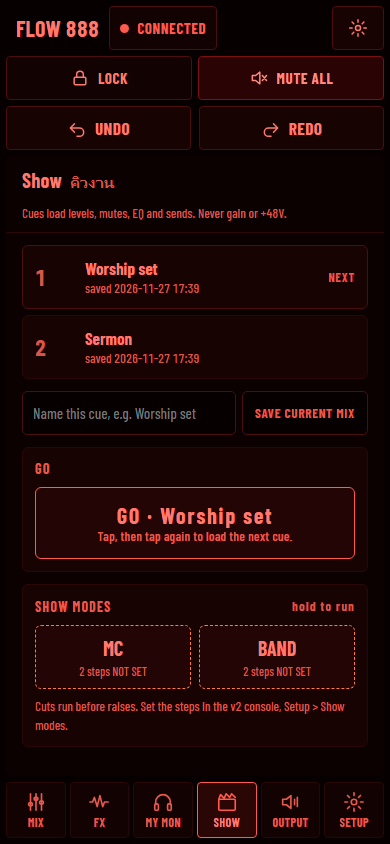 FLOW 888
CONNECTED
LOCK
MUTE ALL
UNDO
REDO
Show คิวงาน
Cues load levels, mutes, EQ and sends. Never gain or +48V.
1
Worship set
saved 2026-11-27 17:39
NEXT
2
Sermon
saved 2026-11-27 17:39
Name this cue, e.g. Worship set
SAVE CURRENT MIX
GO
GO · Worship set
Tap, then tap again to load the next cue.
SHOW MODES
hold to run
MC
2 steps NOT SET
BAND
2 steps NOT SET
Cuts run before raises. Set the steps in the v2 console, Setup > Show
modes.
MIX
FX
MY MON
SHOW
OUTPUT
SETUP